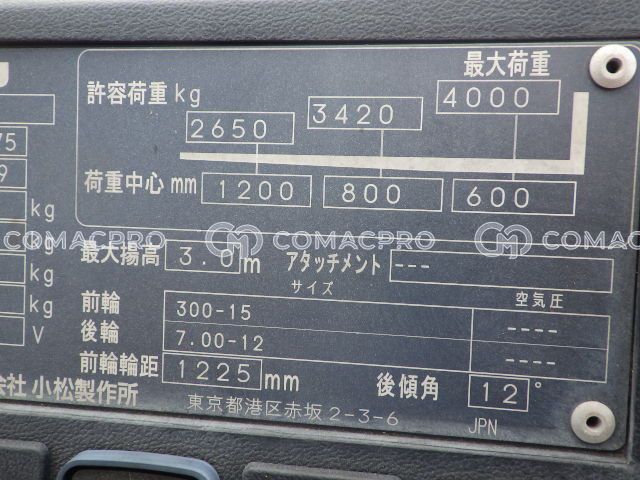 最大荷重
許容荷重 kg
2650 3420 4000
荷重中心 mm 1200 800 600
75
9
kg
kg
kg
kg
V
COMACPRO COMACPRO COMACPRO
最大揚高 3.0 m アタッチメント ---
サイズ 空気圧
前輪 300-15 ----
後輪 7.00-12 ----
前輪輪距 1225 mm 後傾角 12°
会社 小松製作所
東京都港区赤坂2-3-6 JPN